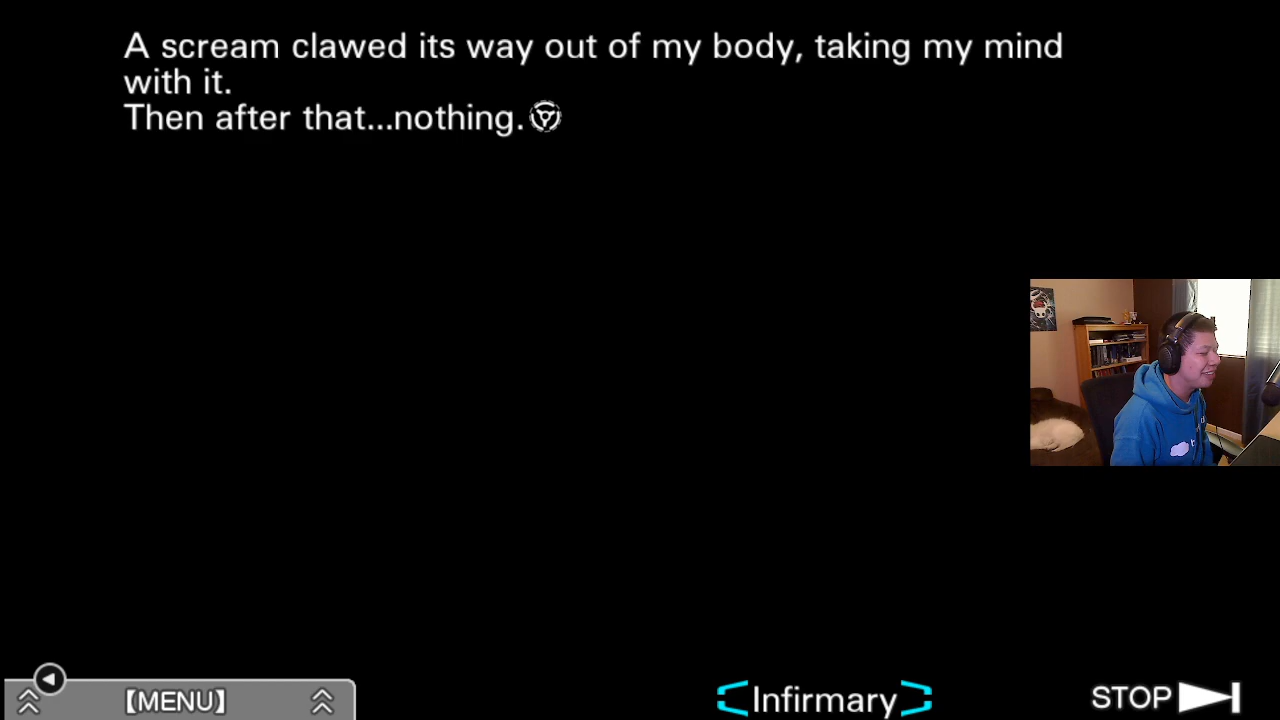 A scream clawed its way out of my body, taking my mind
with it.
Then after that...nothing.
【MENU】
Infirmary
STOP